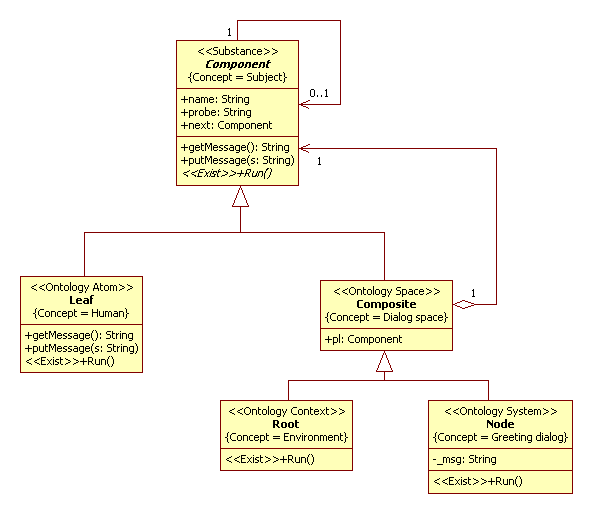 1
<<Substance>>
Component
{Concept = Subject}
0..1
+name: String
+probe: String
+next: Component
+getMessage(): String
+putMessage(s: String)
<<Exist>>+Run()
1
<<Ontology Atom>>
Leaf
{Concept = Human}
+getMessage(): String
+putMessage(s: String)
<<Exist>>+Run()
<<Ontology Space>>
Composite
{Concept = Dialog space}
+pl: Component
1
<<Ontology Context>>
Root
{Concept = Environment}
<<Exist>>+Run()
<<Ontology System>>
Node
{Concept = Greeting dialog}
-_msg: String
<<Exist>>+Run()